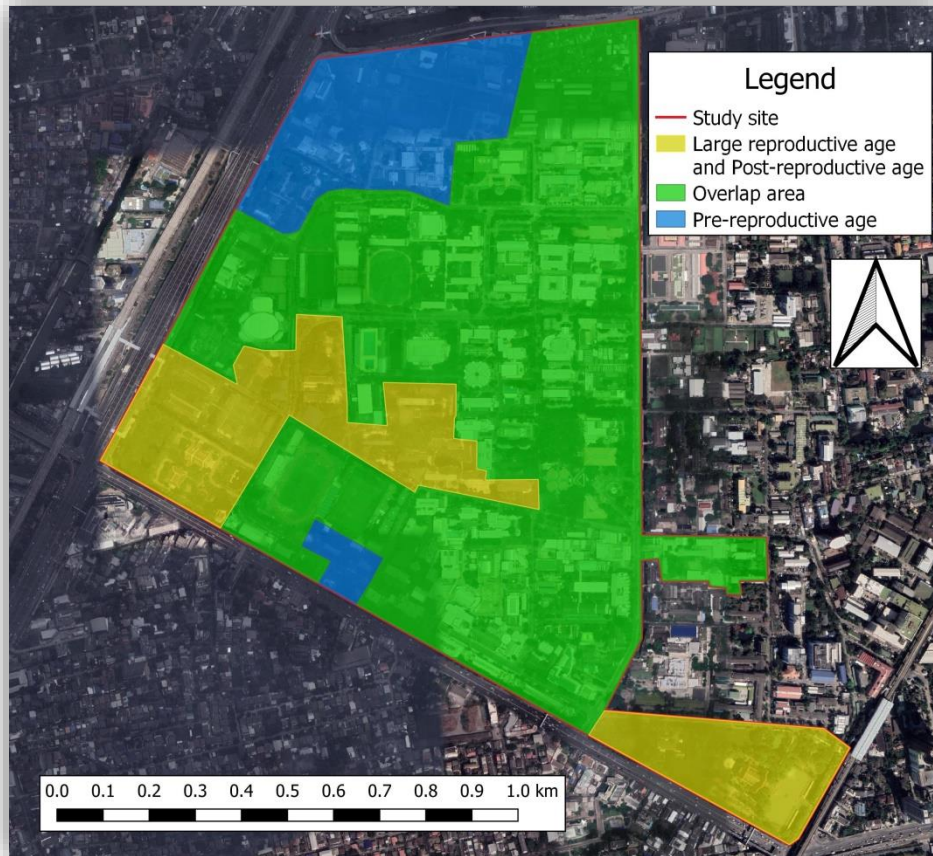 Legend
Study site
Large reproductive age
and Post-reproductive age
Overlap area
Pre-reproductive age
0.0 0.1 0.2 0.3 0.4 0.5 0.6 0.7 0.8 0.9 1.0 km